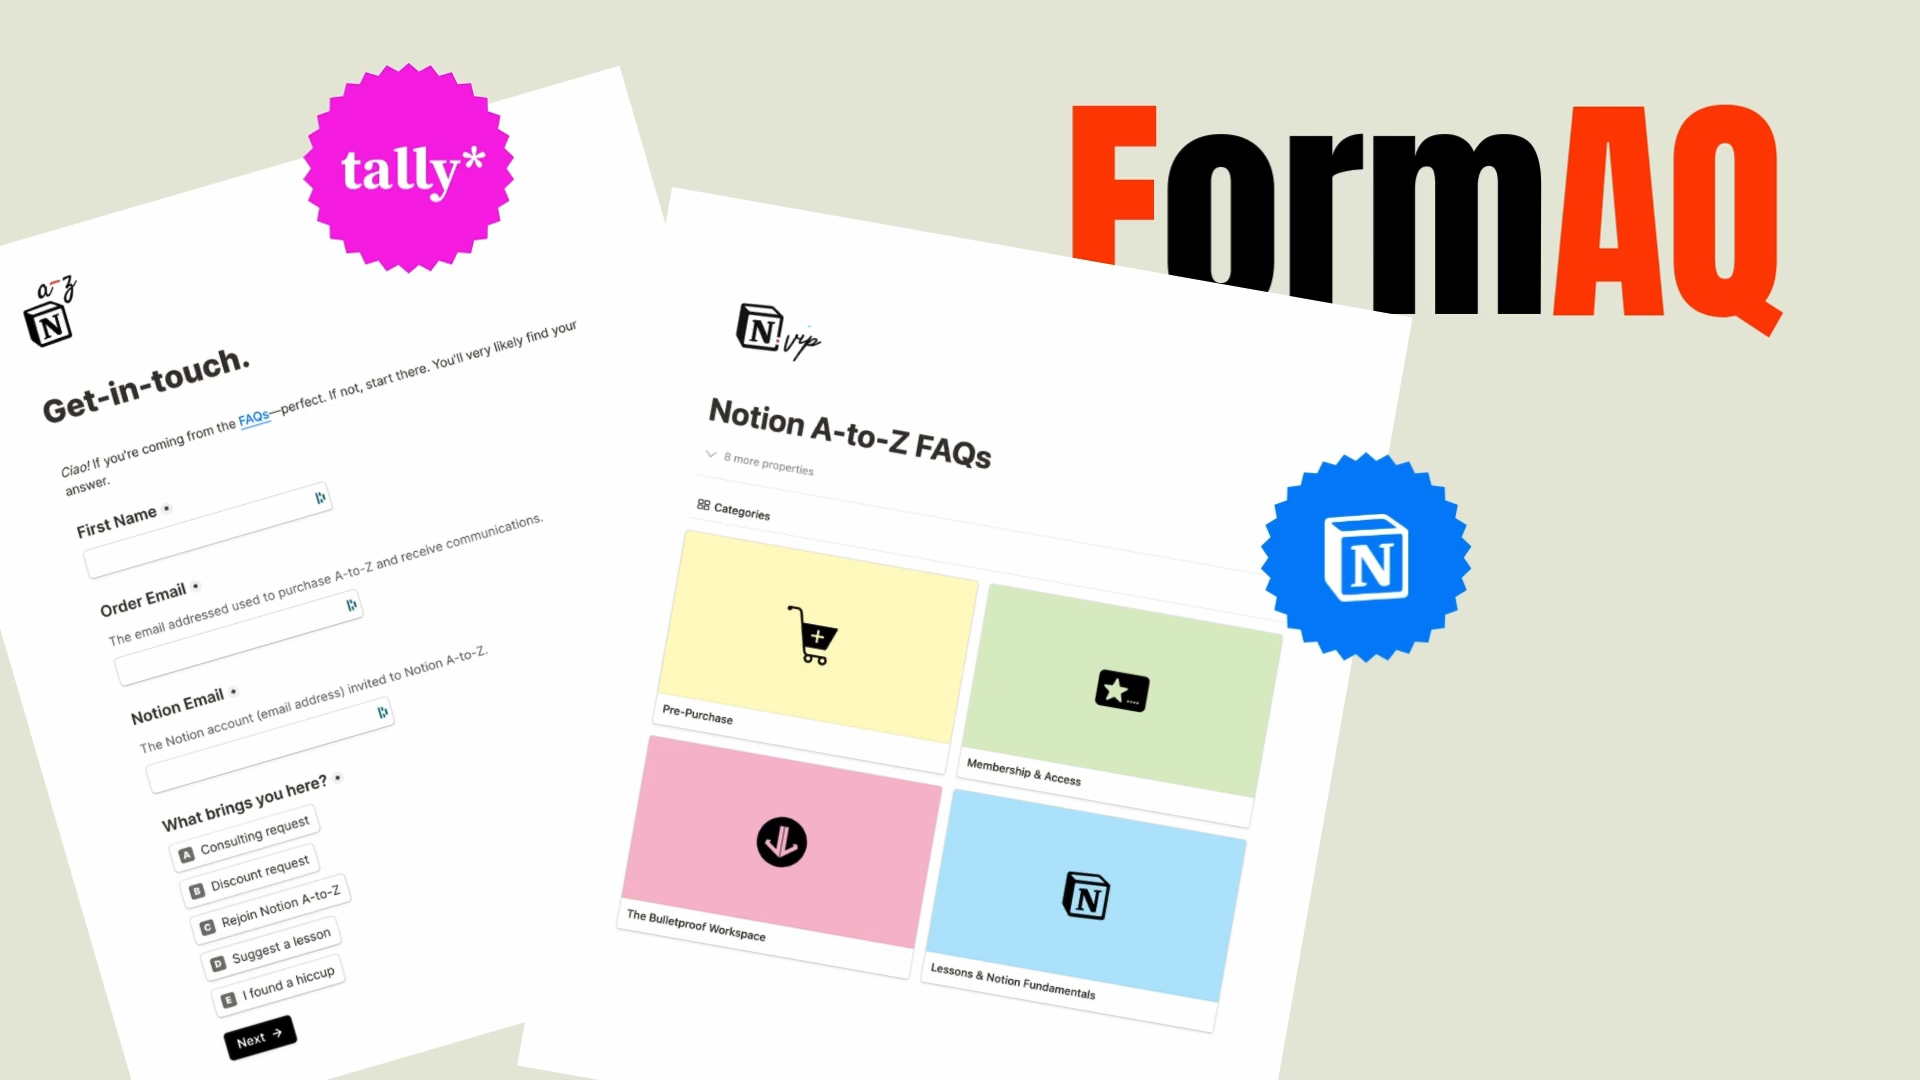 tally*
FormAQ
a-z
N
Get-in-touch.
Ciao! If you're coming from the FAQs—perfect. If not, start there. You'll very likely find your
answer.
First Name
Order Email
The email addressed used to purchase A-to-Z and receive communications.
Notion Email
The Notion account (email address) invited to Notion A-to-Z.
What brings you here?
A Consulting request
B Discount request
C Rejoin Notion A-to-Z
D Suggest a lesson
E I found a hiccup
Next →
N vip
Notion A-to-Z FAQs
8 more properties
Categories
Pre-Purchase
Membership & Access
The Bulletproof Workspace
N
Lessons & Notion Fundamentals
N